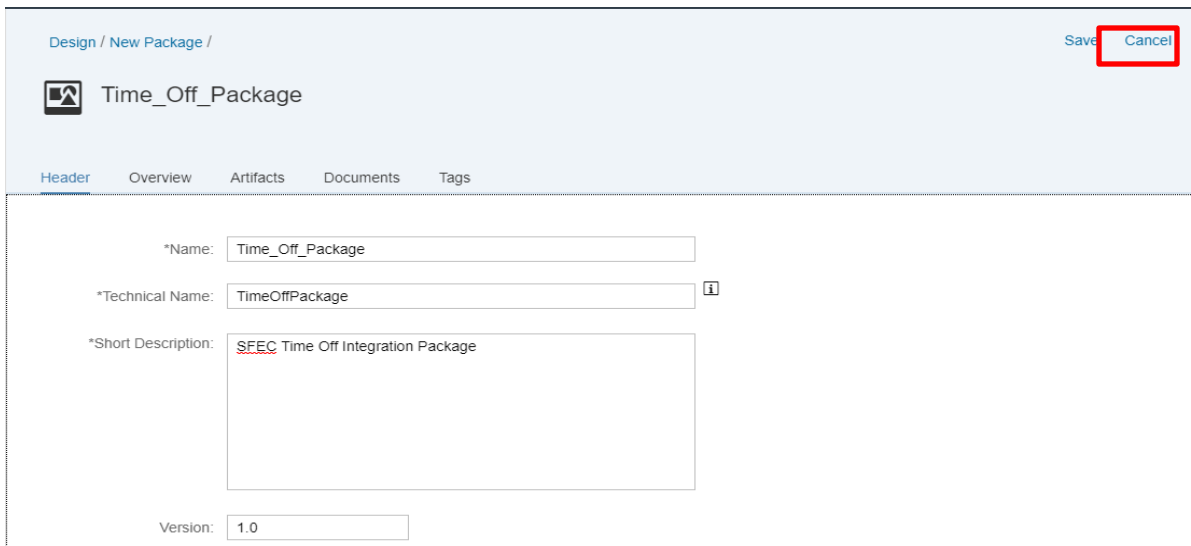 Design / New Package /
Save Cancel
Time_Off_Package
Header Overview Artifacts Documents Tags
*Name: Time_Off_Package
*Technical Name: TimeOffPackage i
*Short Description: SFEC Time Off Integration Package
Version: 1.0